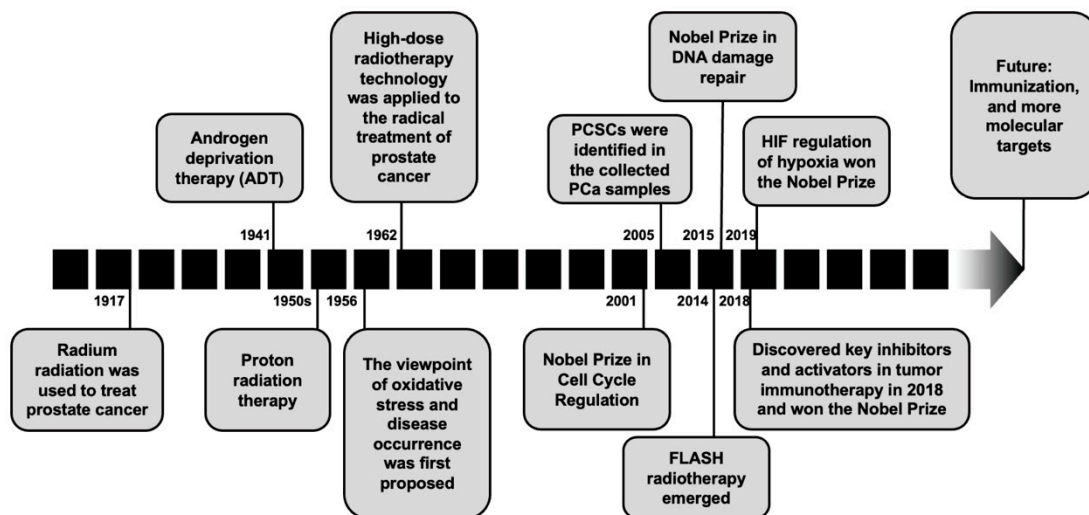 High-dose
radiotherapy
technology
was applied to
the radical
treatment of
prostate
cancer
Nobel Prize in
DNA damage
repair
Future:
Immunization,
and more
molecular
targets
Androgen
deprivation
therapy (ADT)
PCSCs were
identified in
the collected
PCa samples
HIF regulation
of hypoxia won
the Nobel Prize
1941
1962
2005
2015
2019
1917
1950s
1956
2001
2014
2018
Radium
radiation was
used to treat
prostate cancer
Proton
radiation
therapy
The viewpoint
of oxidative
stress and
disease
occurrence
was first
proposed
Nobel Prize in
Cell Cycle
Regulation
FLASH
radiotherapy
emerged
Discovered key inhibitors
and activators in tumor
immunotherapy in 2018
and won the Nobel Prize